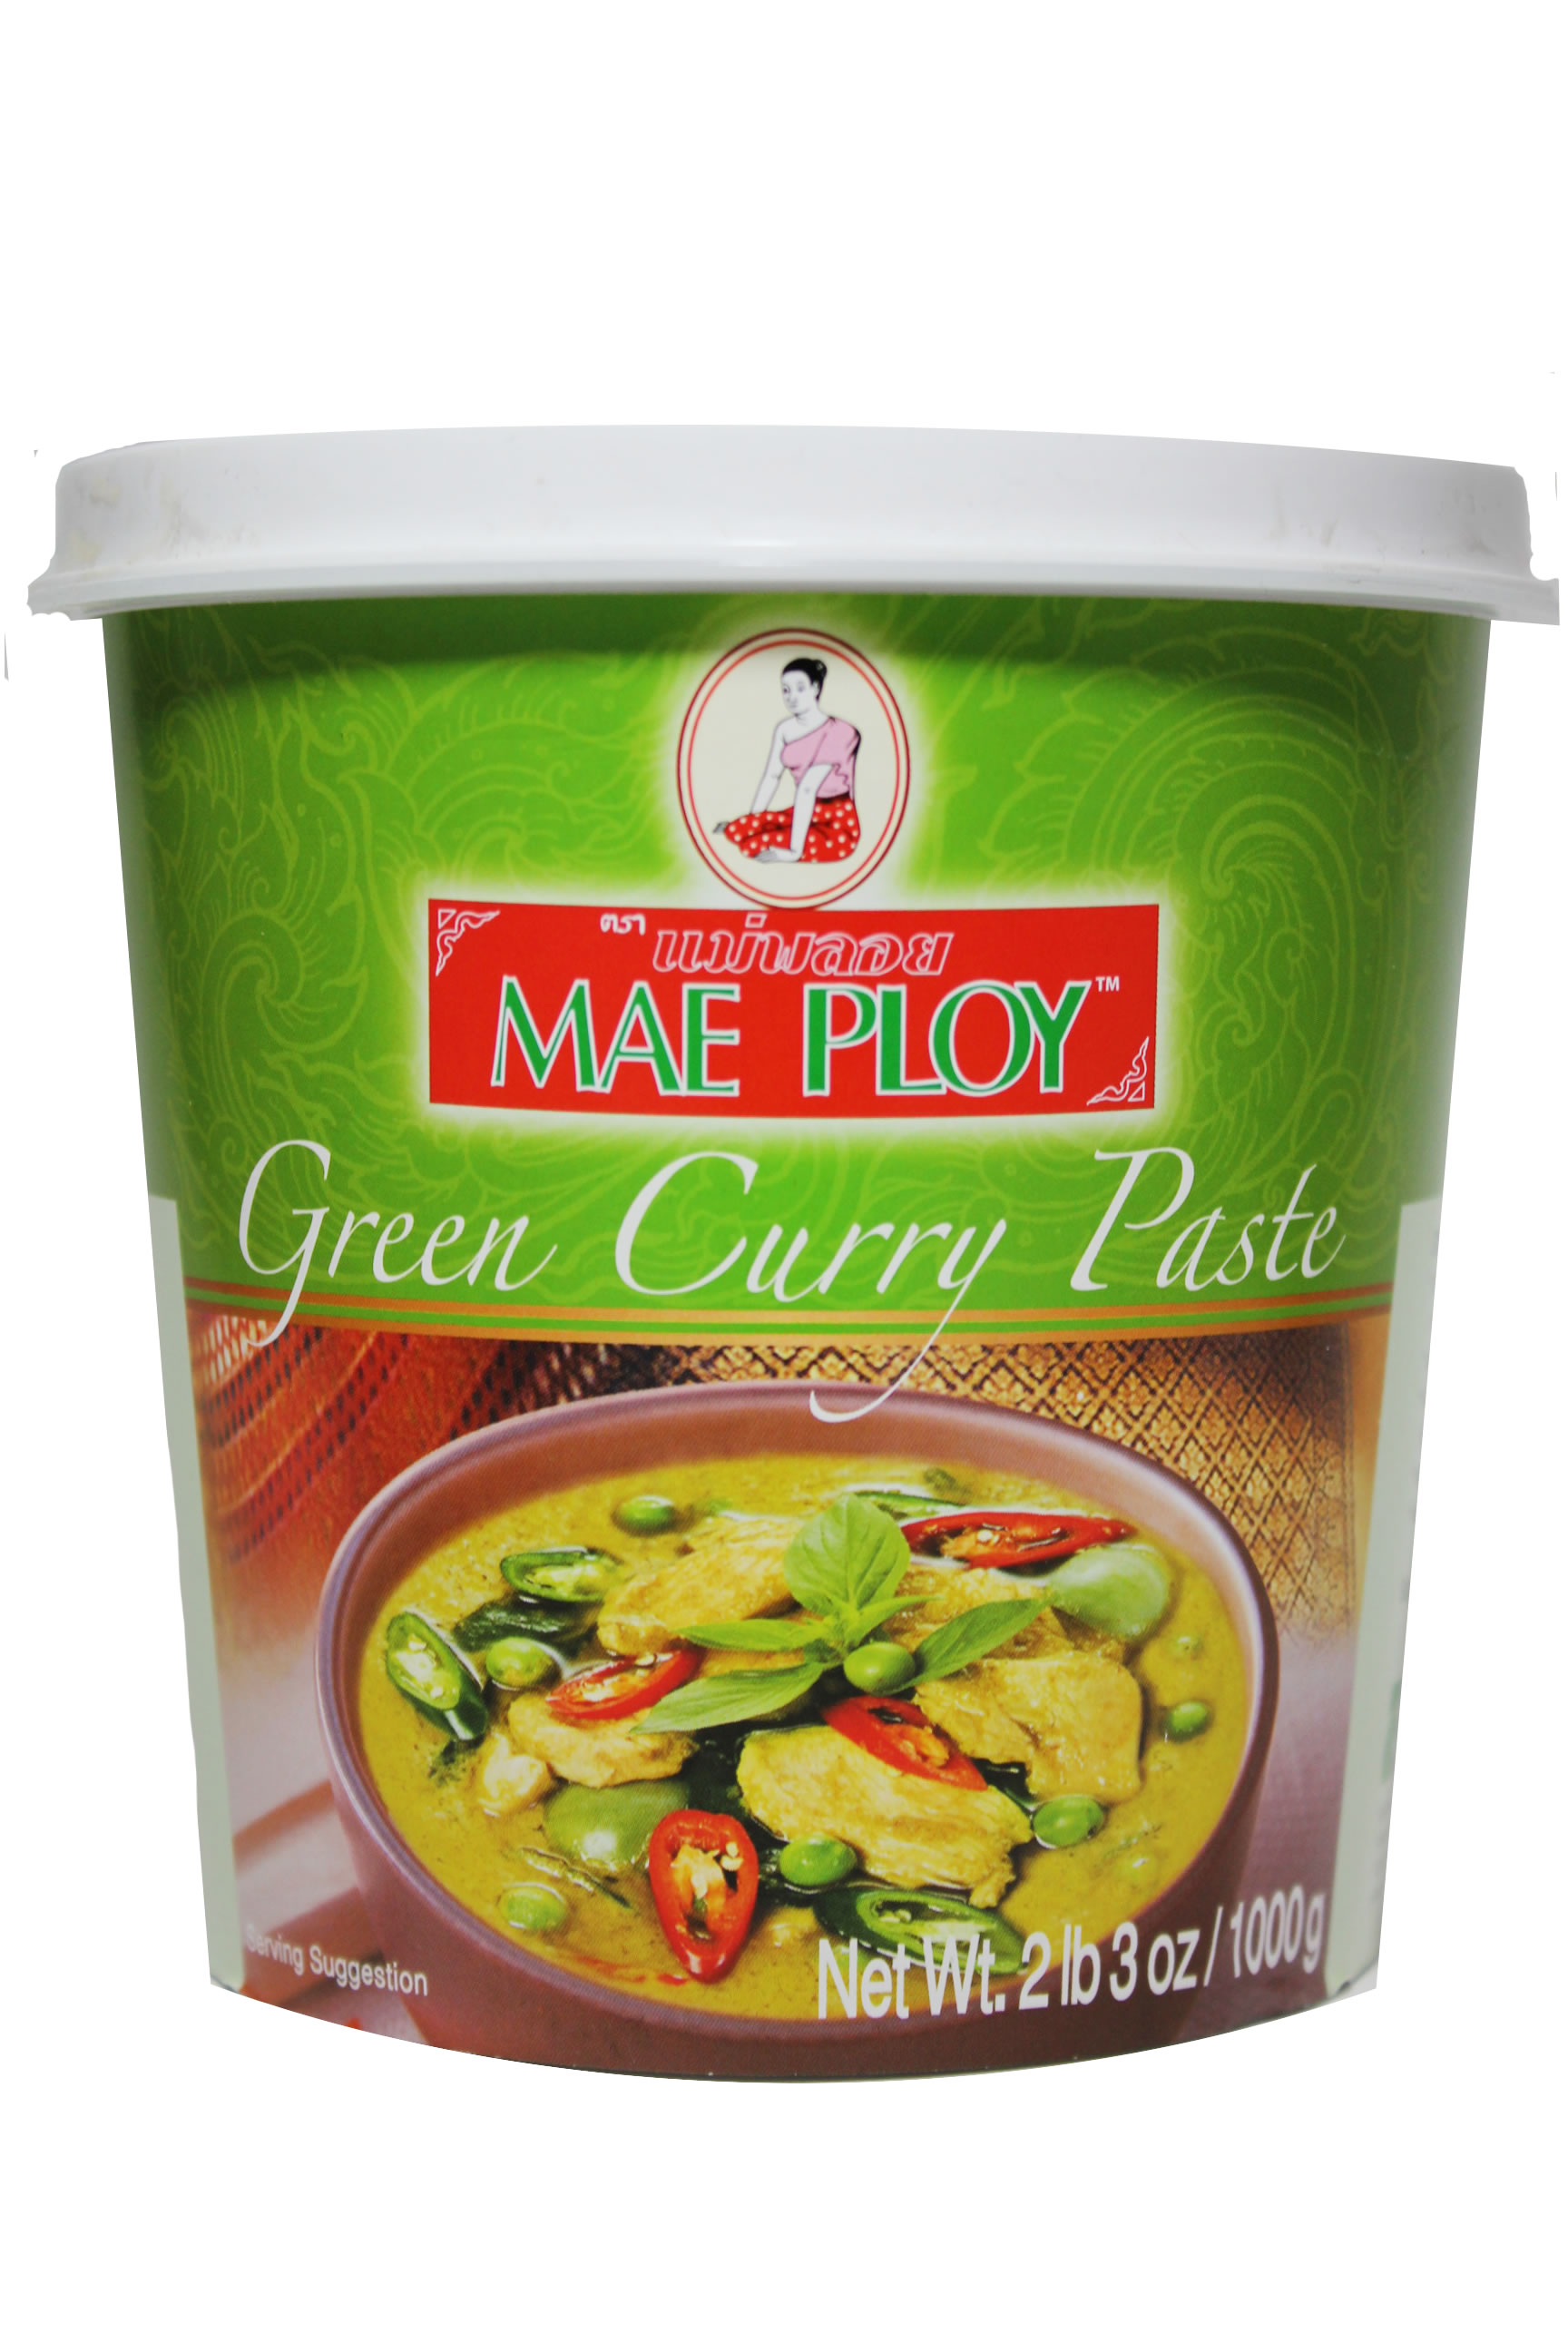 ตรา แม่พลอย
MAE PLOY™
Green Curry Paste
Serving Suggestion
Net Wt. 2 lb 3 oz / 1000g